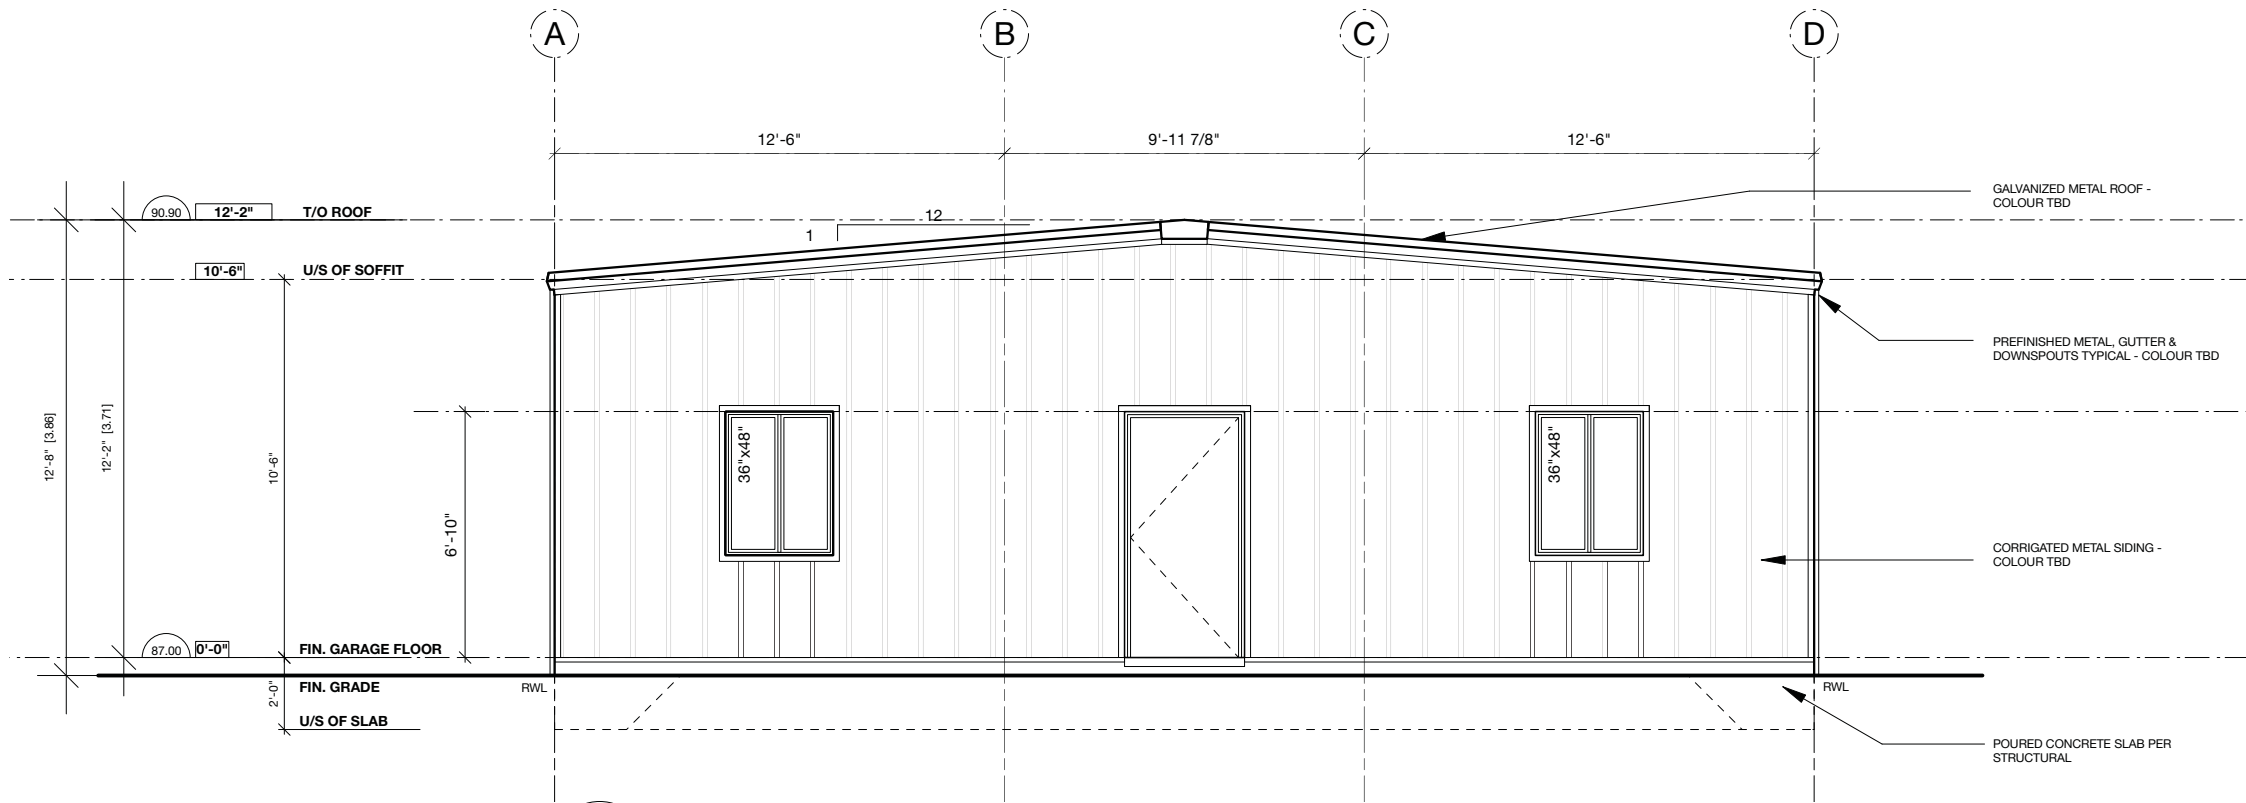 A
B
C
D
12'-6"
9'-11 7/8"
12'-6"
GALVANIZED METAL ROOF -
COLOUR TBD
90.90
12'-2"
T/O ROOF
12
1
10'-6"
U/S OF SOFFIT
PREFINISHED METAL, GUTTER &
DOWNSPOUTS TYPICAL - COLOUR TBD
12'-8" [3.86]
12'-2" [3.71]
10'-6"
6'-10"
36"x48"
36"x48"
CORRIGATED METAL SIDING -
COLOUR TBD
87.00
0'-0"
FIN. GARAGE FLOOR
2'-0"
FIN. GRADE
RWL
RWL
U/S OF SLAB
POURED CONCRETE SLAB PER
STRUCTURAL